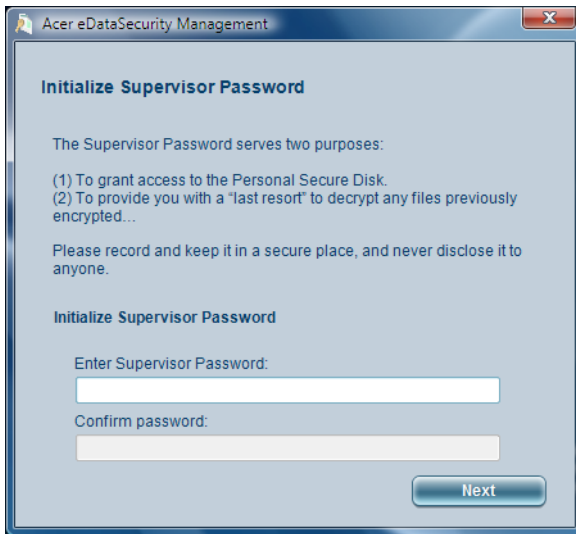 Acer eDataSecurity Management
Initialize Supervisor Password
The Supervisor Password serves two purposes:
(1) To grant access to the Personal Secure Disk.
(2) To provide you with a “last resort” to decrypt any files previously
encrypted...
Please record and keep it in a secure place, and never disclose it to
anyone.
Initialize Supervisor Password
Enter Supervisor Password:
Confirm password:
Next